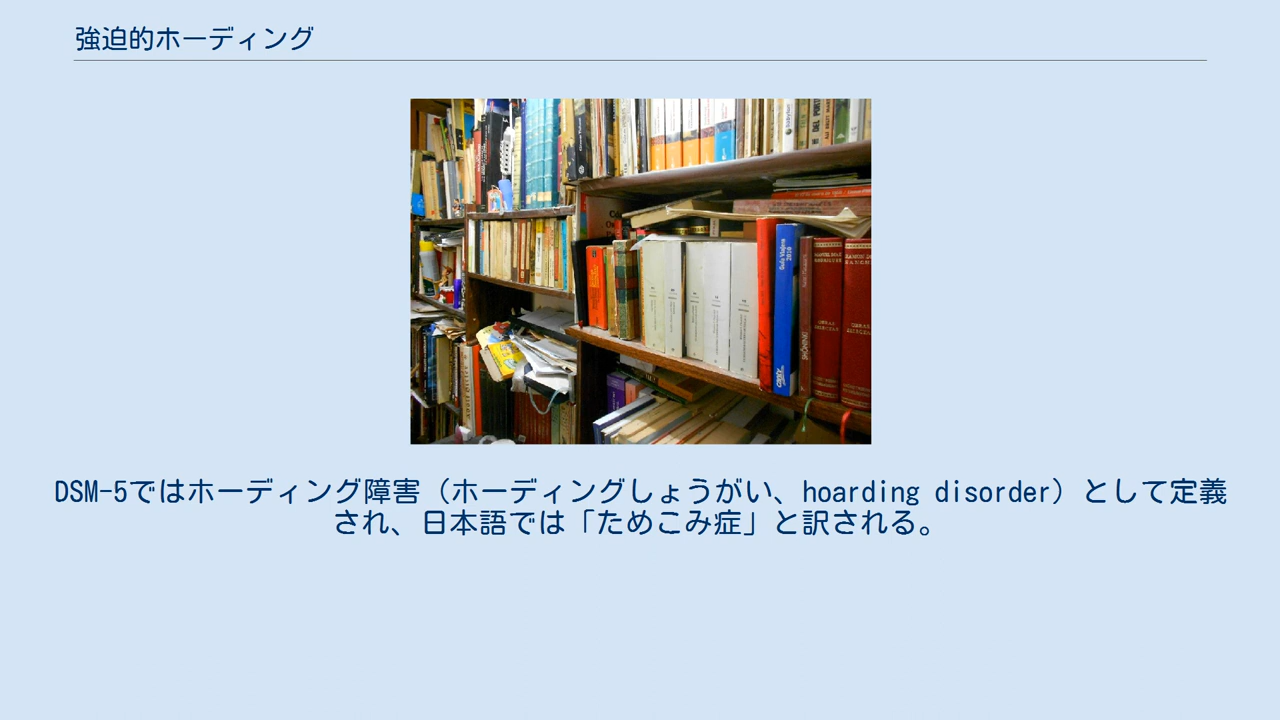 強迫的ホーディング
DSM-5ではホーディング障害（ホーディングしょうがい、hoarding disorder）として定義
され、日本語では「ためこみ症」と訳される。